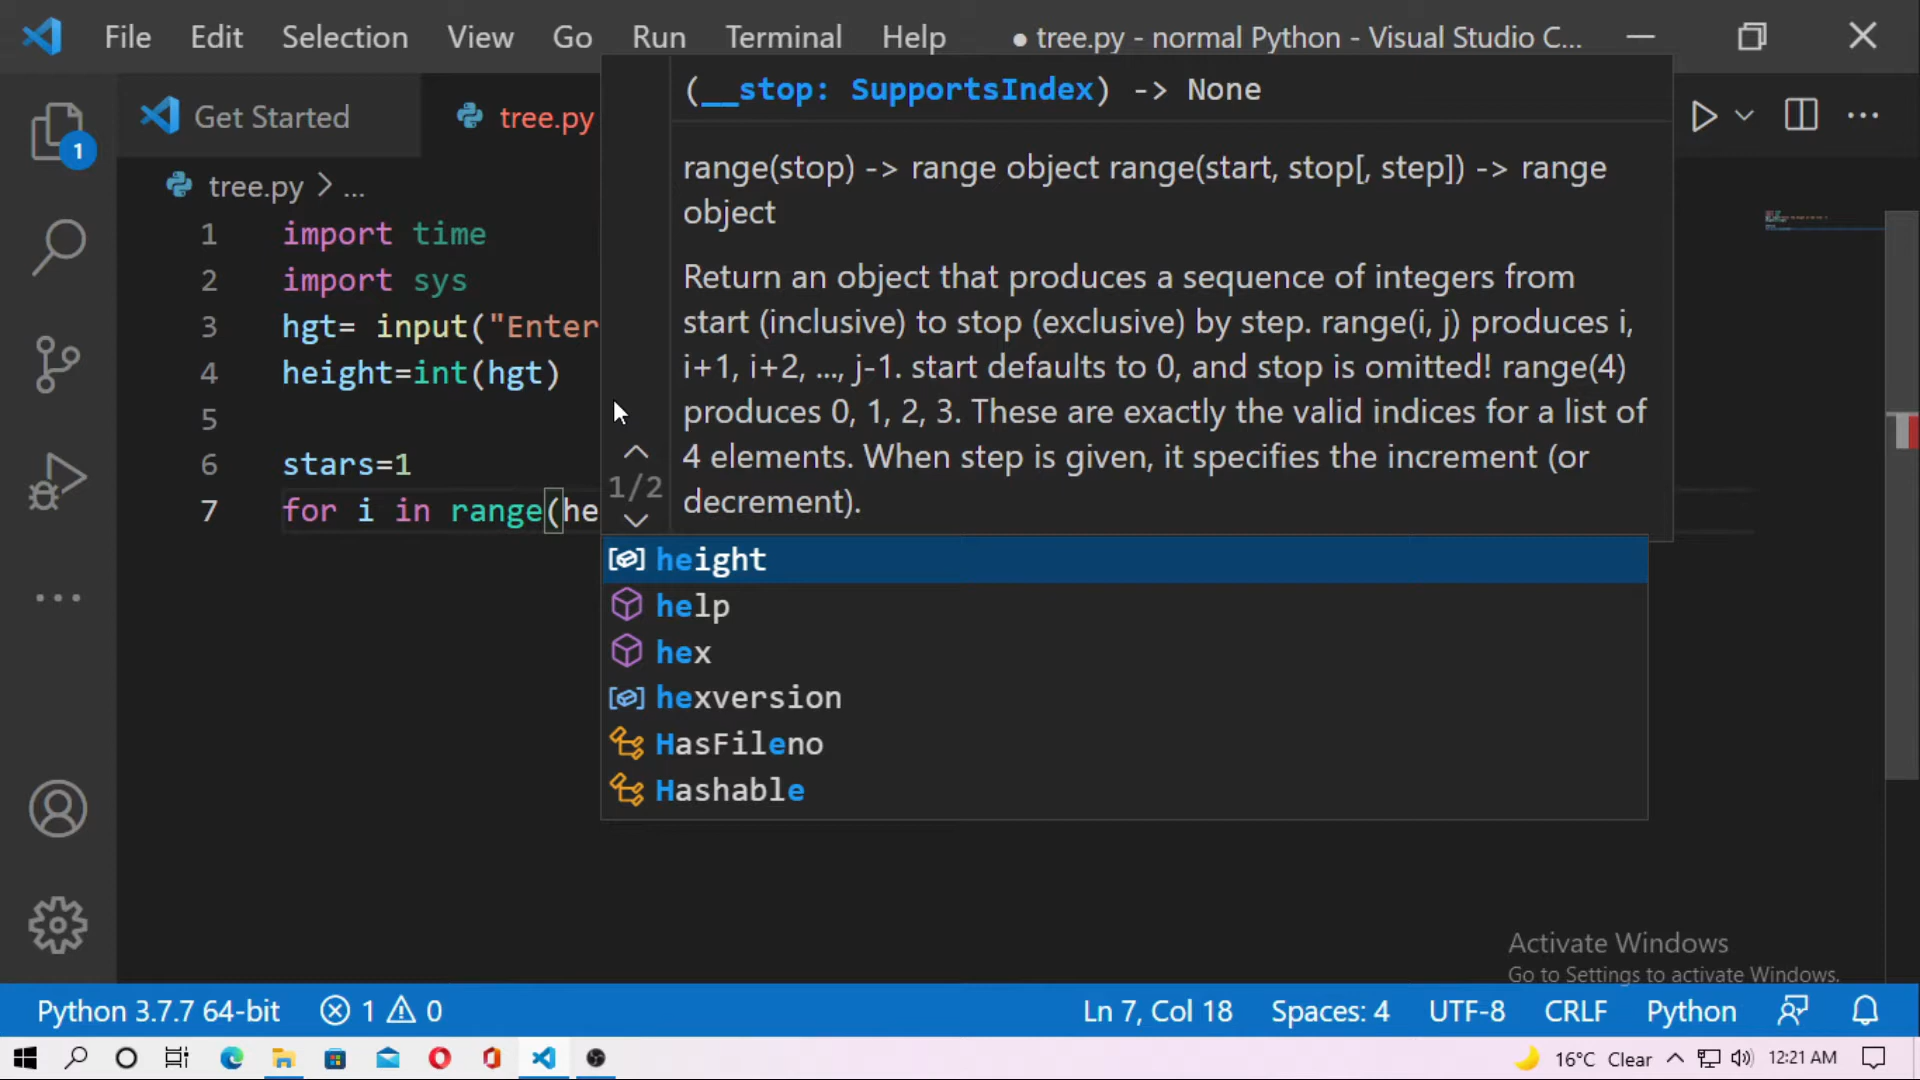 File Edit Selection View Go Run Terminal Help ● tree.py - normal Python - Visual Studio C...
(__stop: SupportsIndex) -> None
Get Started
tree.py
range(stop) -> range object range(start, stop[, step]) -> range
object
tree.py > ...
1 import time
2 import sys
3 hgt= input("Enter
4 height=int(hgt)
5
6 stars=1
7 for i in range(he
Return an object that produces a sequence of integers from
start (inclusive) to stop (exclusive) by step. range(i, j) produces i,
i+1, i+2, ..., j-1. start defaults to 0, and stop is omitted! range(4)
produces 0, 1, 2, 3. These are exactly the valid indices for a list of
4 elements. When step is given, it specifies the increment (or
decrement).
1/2
height
help
hex
hexversion
HasFileno
Hashable
1
Activate Windows
Go to Settings to activate Windows.
Python 3.7.7 64-bit 1 0 Ln 7, Col 18 Spaces: 4 UTF-8 CRLF Python
16°C Clear 12:21 AM